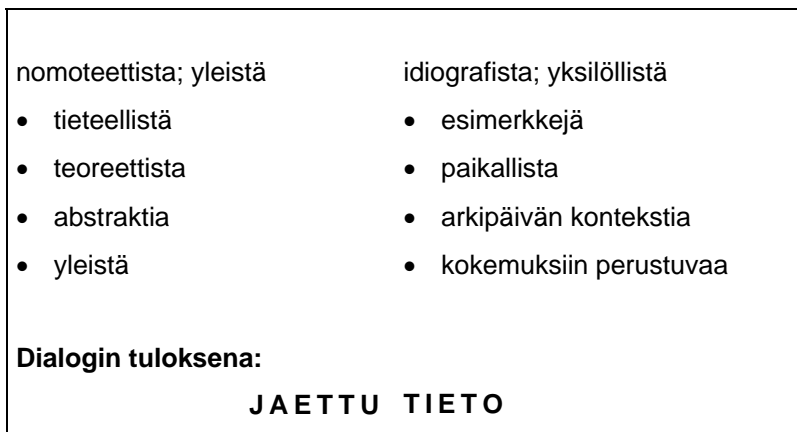 nomoteettista; yleistä idiografista; yksilöllistä
• tieteellistä • esimerkkejä
• teoreettista • paikallista
• abstraktia • arkipäivän kontekstia
• yleistä • kokemuksiin perustuvaa
Dialogin tuloksena:
JAETTU TIETO